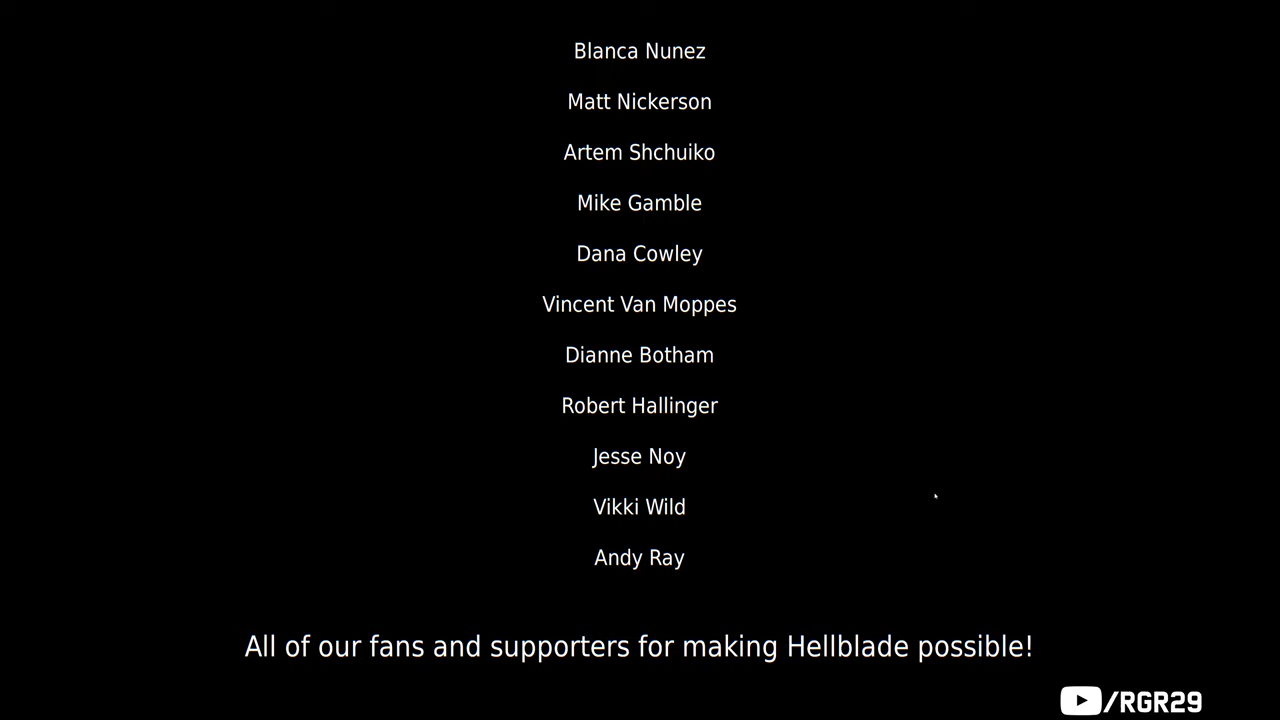 Blanca Nunez
Matt Nickerson
Artem Shchuiko
Mike Gamble
Dana Cowley
Vincent Van Moppes
Dianne Botham
Robert Hallinger
Jesse Noy
Vikki Wild
Andy Ray
All of our fans and supporters for making Hellblade possible!
/RGR29